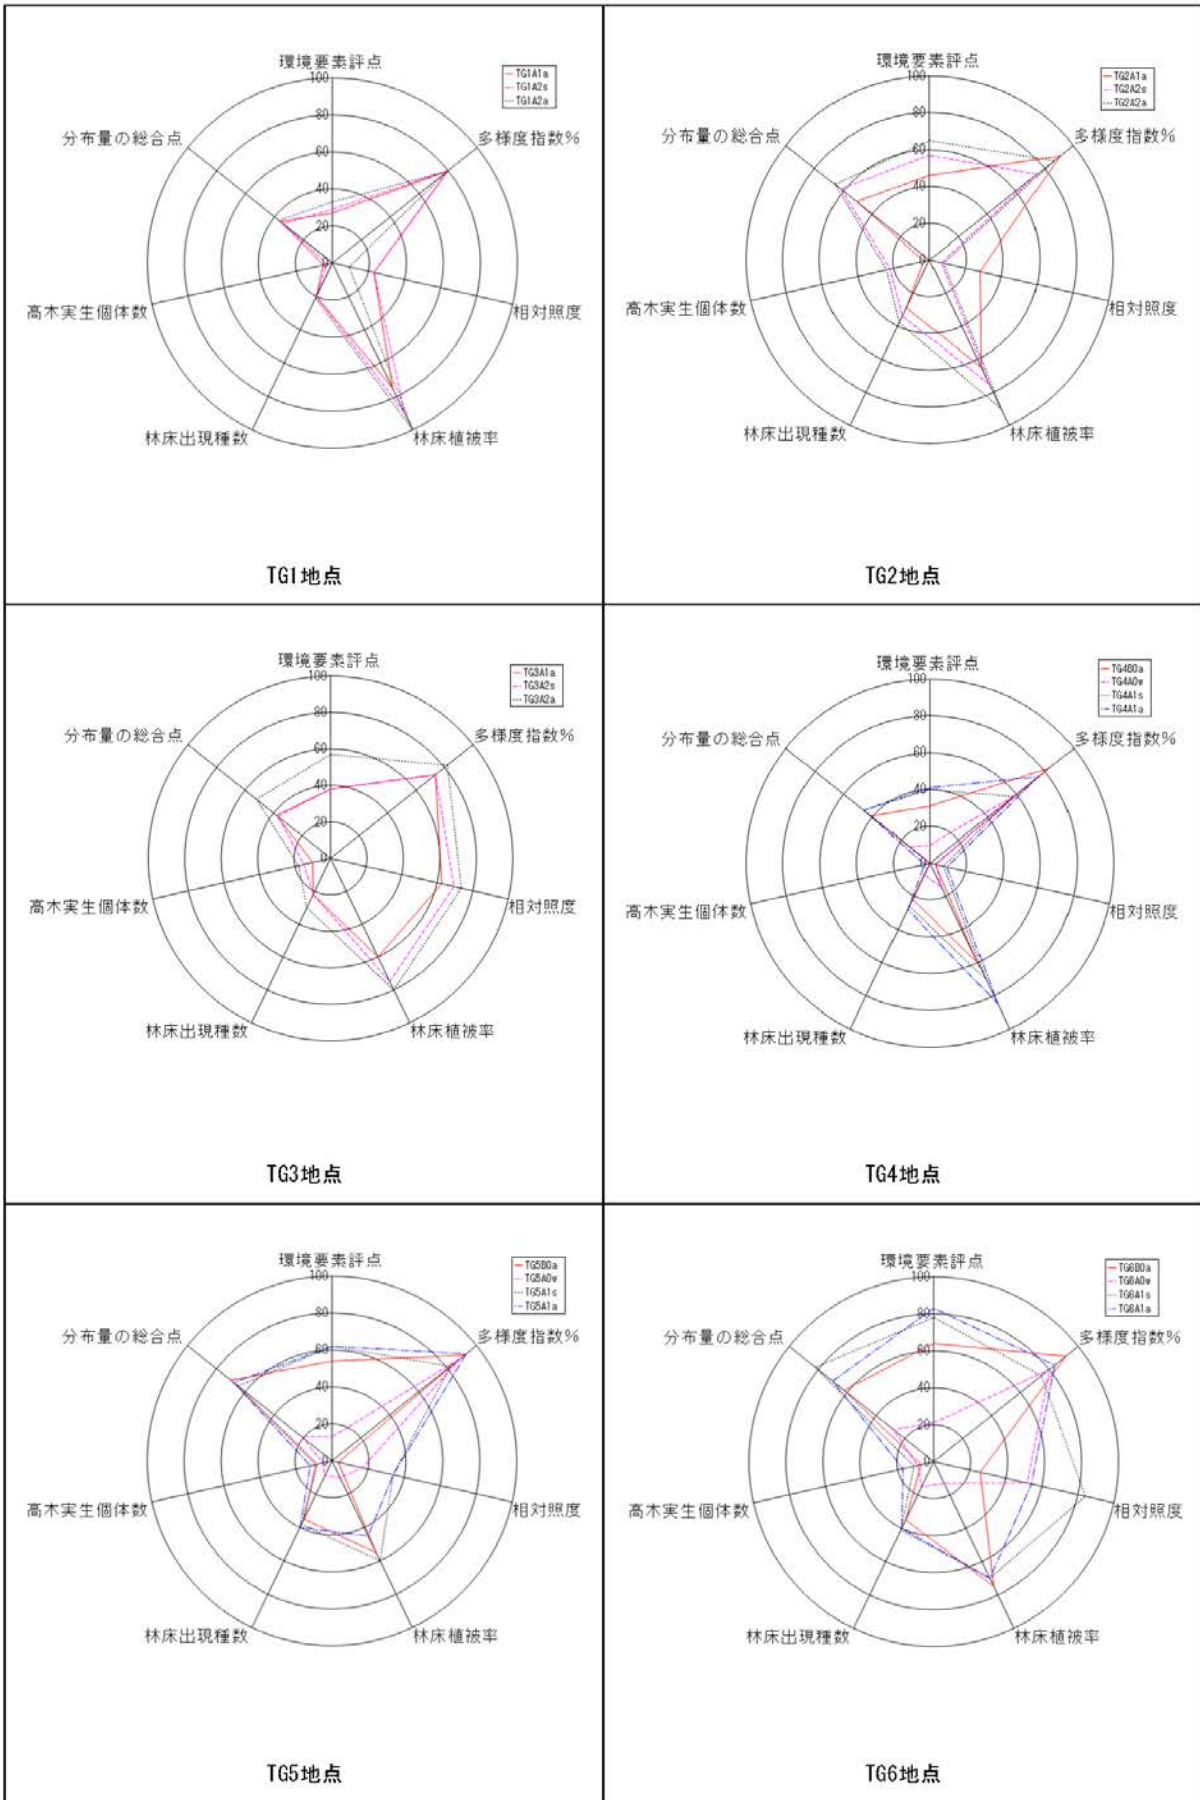 環境要素評点
100
80
60
40
20
0
多様度指数%
相対照度
林床植被率
林床出現種数
高木実生個体数
分布量の総合点
TG1A1a
TG1A2s
TG1A2a
TG1地点
環境要素評点
100
80
60
40
20
0
多様度指数%
相対照度
林床植被率
林床出現種数
高木実生個体数
分布量の総合点
TG2A1a
TG2A2s
TG2A2a
TG2地点
環境要素評点
100
80
60
40
20
0
多様度指数%
相対照度
林床植被率
林床出現種数
高木実生個体数
分布量の総合点
TG3A1a
TG3A2s
TG3A2a
TG3地点
環境要素評点
100
80
60
40
20
0
多様度指数%
相対照度
林床植被率
林床出現種数
高木実生個体数
分布量の総合点
TG4B0a
TG4A0w
TG4A1s
TG4A1a
TG4地点
環境要素評点
100
80
60
40
20
0
多様度指数%
相対照度
林床植被率
林床出現種数
高木実生個体数
分布量の総合点
TG5B0a
TG5A0w
TG5A1s
TG5A1a
TG5地点
環境要素評点
100
80
60
40
20
0
多様度指数%
相対照度
林床植被率
林床出現種数
高木実生個体数
分布量の総合点
TG6B0a
TG6A0w
TG6A1s
TG6A1a
TG6地点